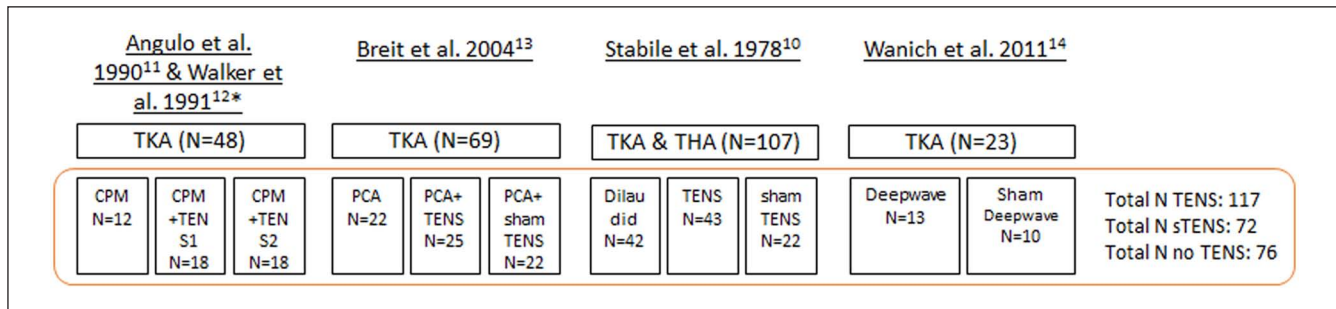 Angulo et al.
1990¹¹ & Walker et
al. 1991¹²*
TKA (N=48)
CPM
N=12
CPM
+TEN
S1
N=18
CPM
+TEN
S2
N=18
Breit et al. 2004¹³
TKA (N=69)
PCA
N=22
PCA+
TENS
N=25
PCA+
sham
TENS
N=22
Stabile et al. 1978¹⁰
TKA & THA (N=107)
Dilau
did
N=42
TENS
N=43
sham
TENS
N=22
Wanich et al. 2011¹⁴
TKA (N=23)
Deepwave
N=13
Sham
Deepwave
N=10
Total N TENS: 117
Total N sTENS: 72
Total N no TENS: 76